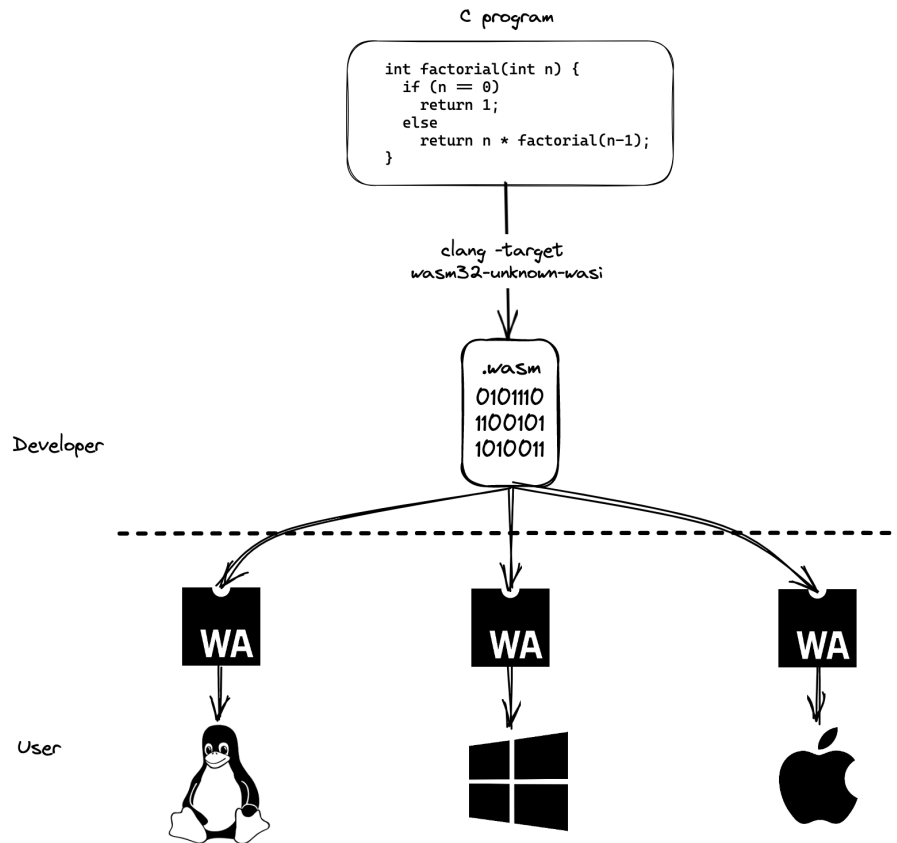 C program
int factorial(int n) {
if (n == 0)
return 1;
else
return n * factorial(n-1);
}
clang -target
wasm32-unknown-wasi
.wasm
0101110
1100101
1010011
Developer
WA
WA
WA
User